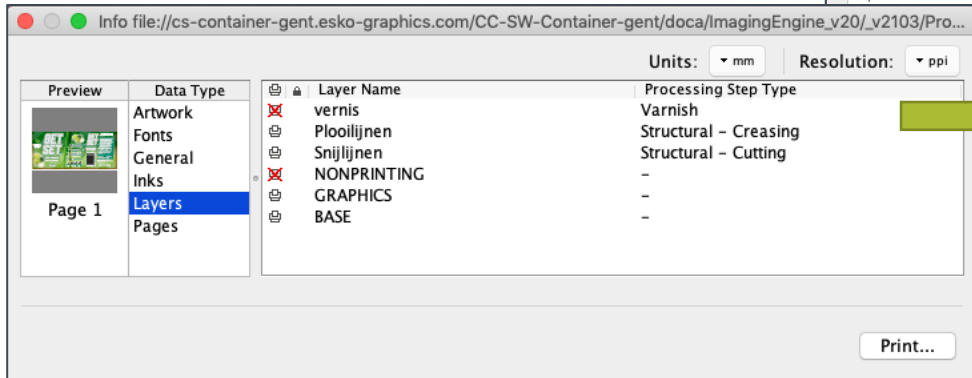 Info file://cs-container-gent.esko-graphics.com/CC-SW-Container-gent/doca/ImagingEngine_v20/_v2103/Pro...
Units: mm Resolution: ppi
Preview Data Type Layer Name Processing Step Type
Artwork vernis Varnish
Fonts Plooilijnen Structural – Creasing
General Snijlijnen Structural – Cutting
Inks NONPRINTING –
Layers GRAPHICS –
Page 1
Pages BASE –
GET SET
Print...